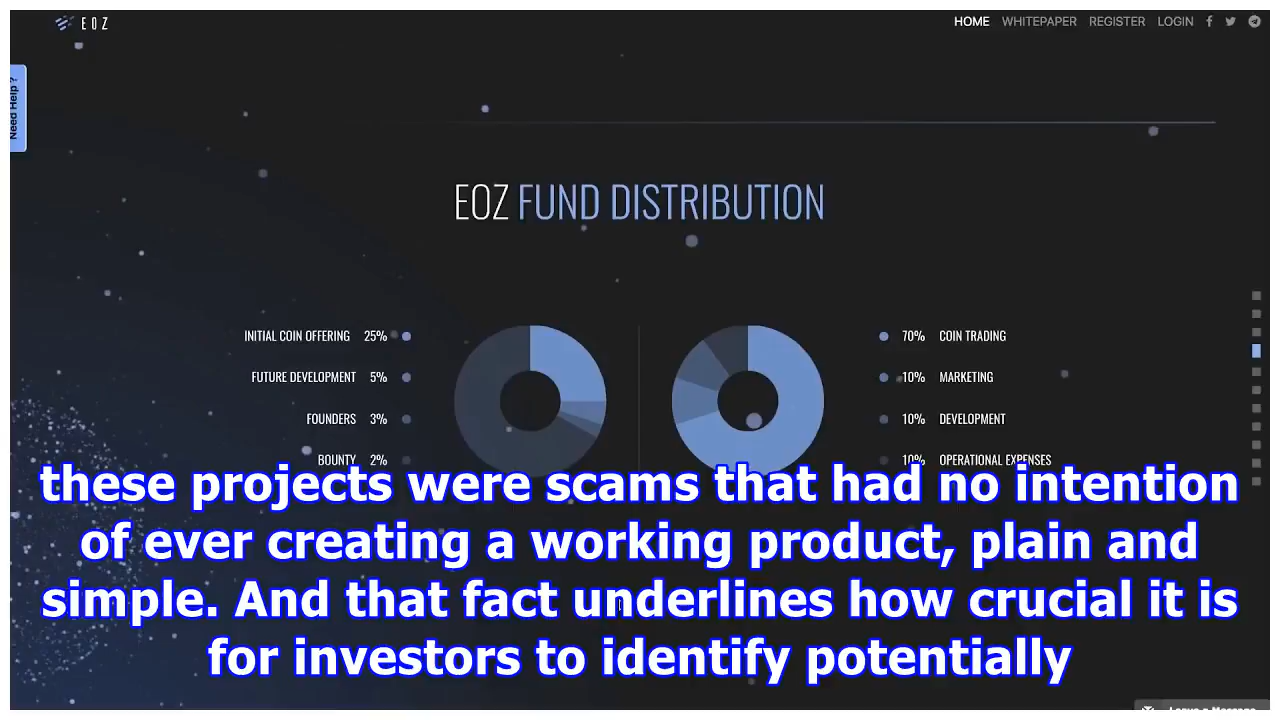 EOZ
HOME WHITEPAPER REGISTER LOGIN
Need Help ?
EOZ FUND DISTRIBUTION
INITIAL COIN OFFERING 25%
FUTURE DEVELOPMENT 5%
FOUNDERS 3%
BOUNTY 2%
70% COIN TRADING
10% MARKETING
10% DEVELOPMENT
10% OPERATIONAL EXPENSES
these projects were scams that had no intention
of ever creating a working product, plain and
simple. And that fact underlines how crucial it is
for investors to identify potentially
Leave a Message